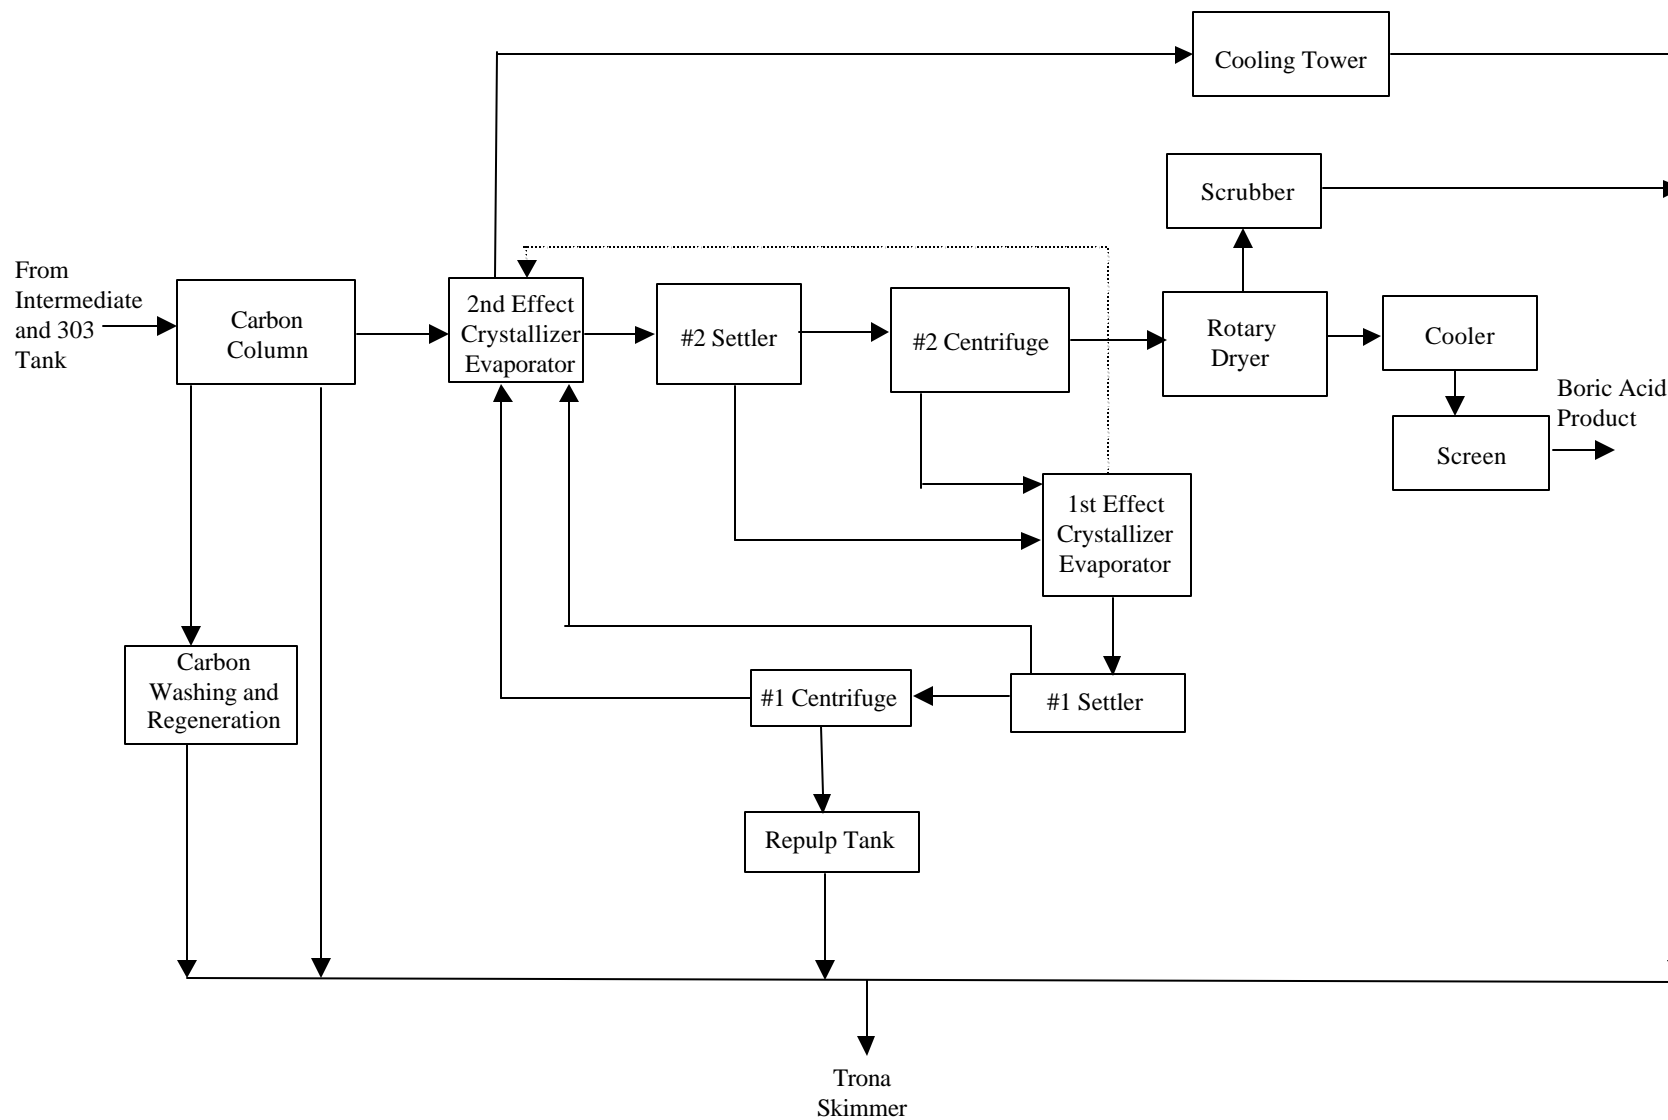 Cooling Tower
Scrubber
From
Intermediate
and 303
Tank
Carbon
Column
2nd Effect
Crystallizer
Evaporator
#2 Settler
#2 Centrifuge
Rotary
Dryer
Cooler
Boric Acid
Product
Screen
1st Effect
Crystallizer
Evaporator
Carbon
Washing and
Regeneration
#1 Centrifuge
#1 Settler
Repulp Tank
Trona
Skimmer